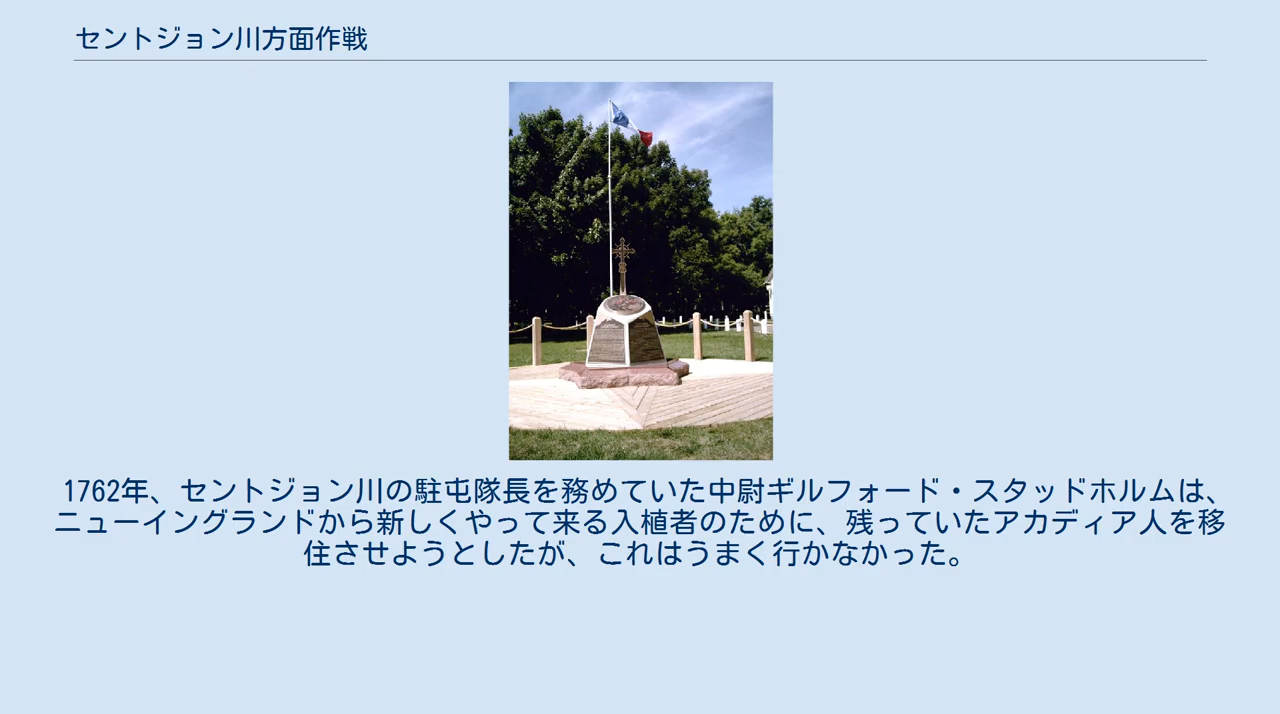 セントジョン川方面作戦
1762年、セントジョン川の駐屯隊長を務めていた中尉ギルフォード・スタッドホルムは、
ニューイングランドから新しくやって来る入植者のために、残っていたアカディア人を移
住させようとしたが、これはうまく行かなかった。